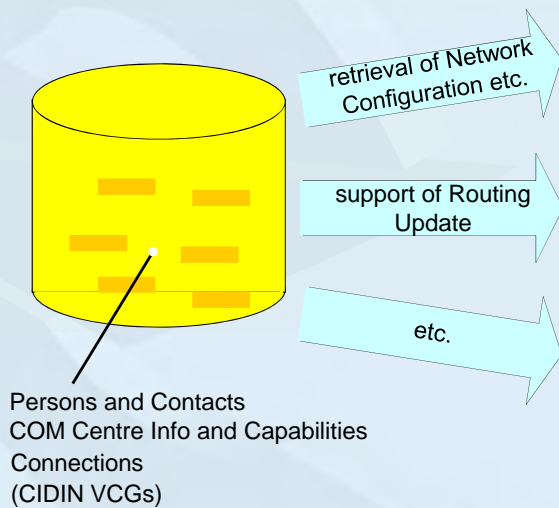 retrieval of Network
Configuration etc.
support of Routing
Update
etc.
Persons and Contacts
COM Centre Info and Capabilities
Connections
(CIDIN VCGs)